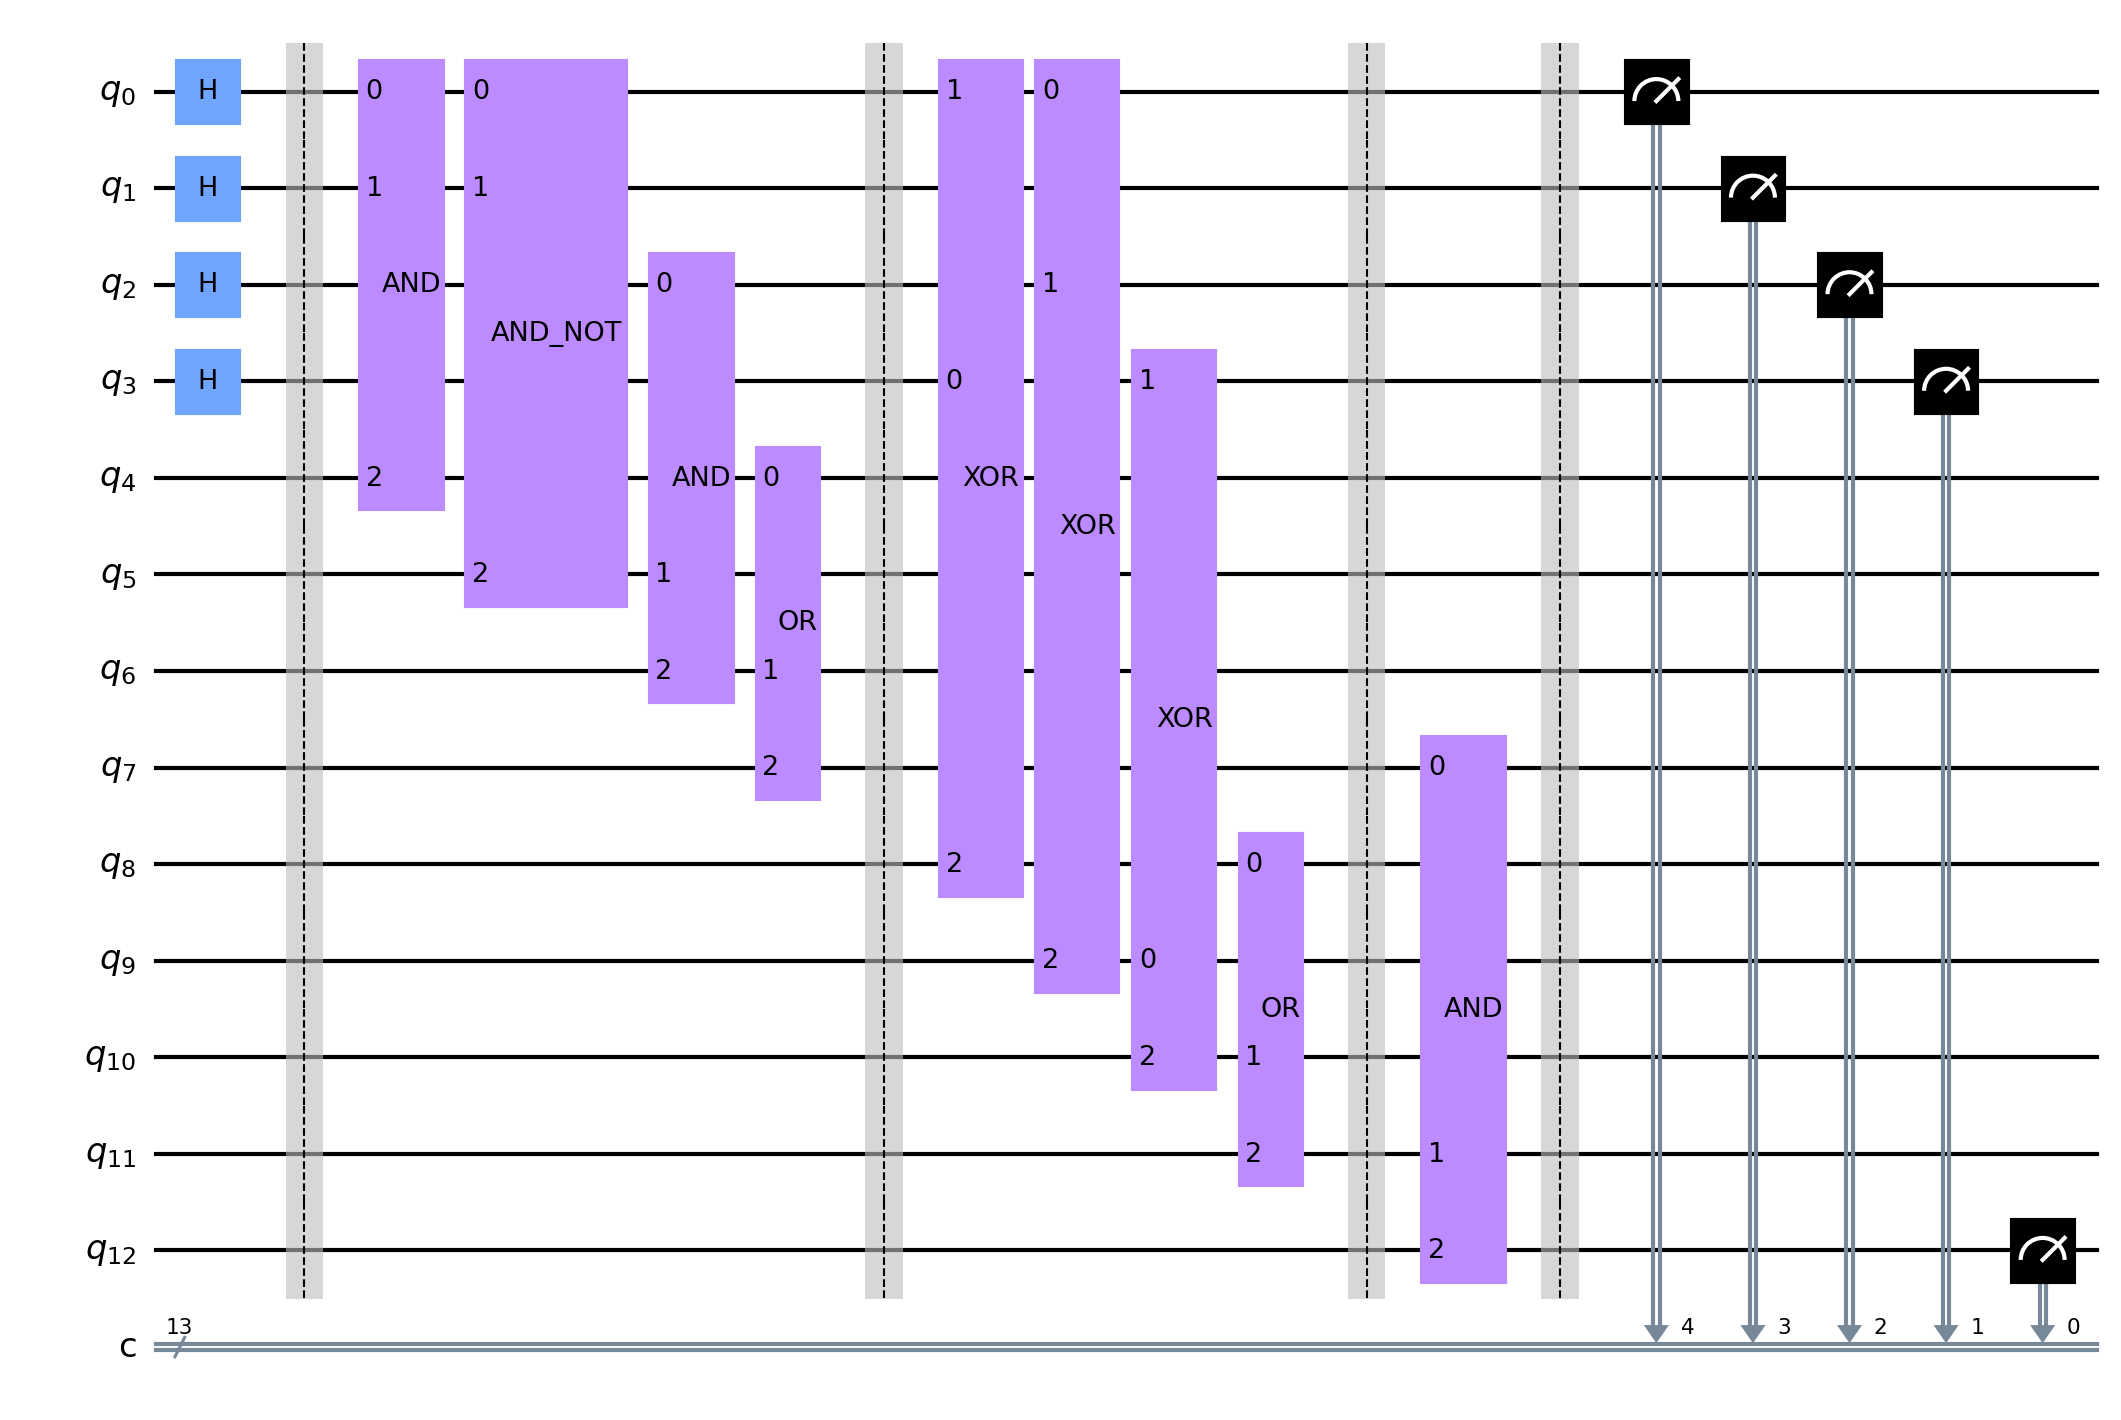 q0 H 0 0 1 0
q1 H 1 1
q2 H AND 0 1
AND_NOT
q3 H 0 1
q4 2 AND 0 XOR
XOR
q5 2 1
OR
q6 2 1
XOR
q7 2 0
q8 2 0
q9 2 0
OR AND
q10 2 1
q11 2 1
q12 2
13 4 3 2 1 0
c